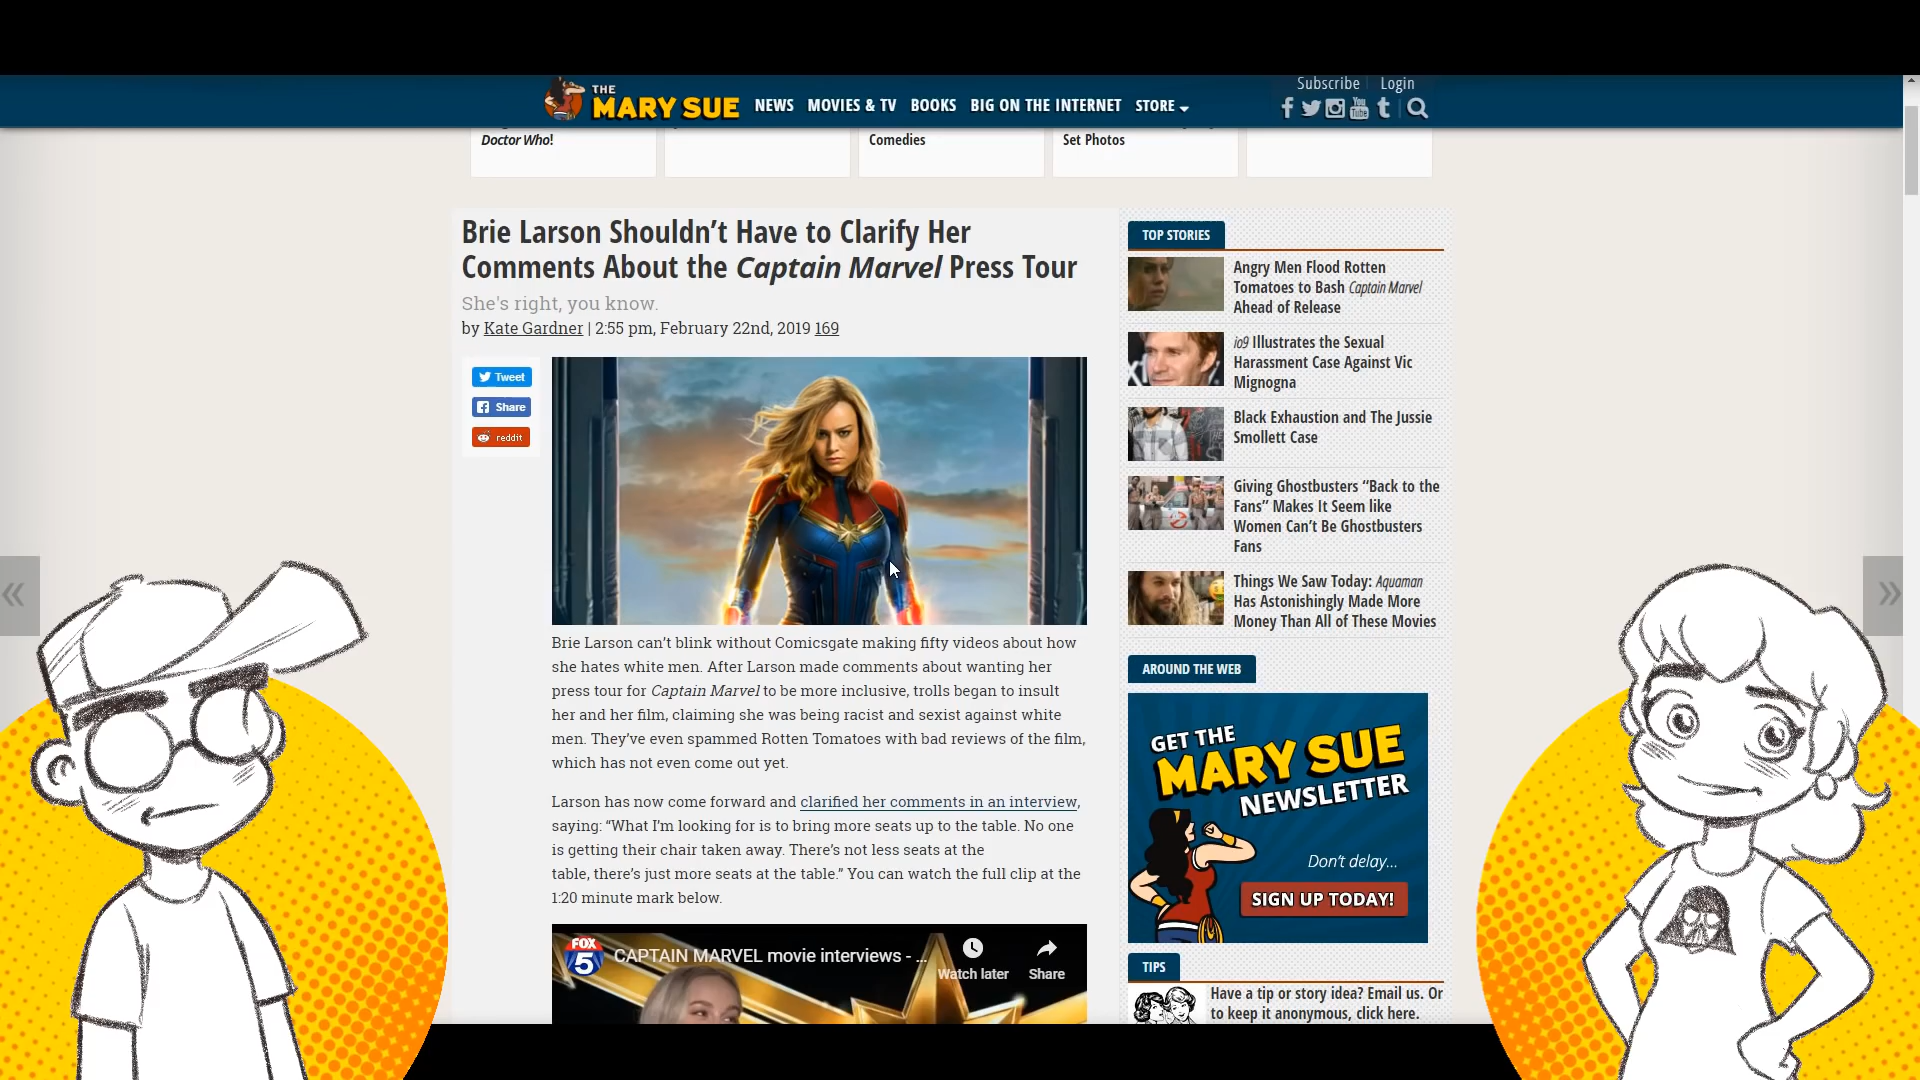 Subscribe Login
THE MARY SUE NEWS MOVIES & TV BOOKS BIG ON THE INTERNET STORE
You Tube
Doctor Who!
Comedies
Set Photos
Brie Larson Shouldn’t Have to Clarify Her
Comments About the Captain Marvel Press Tour
She's right, you know.
by Kate Gardner | 2:55 pm, February 22nd, 2019 169
Tweet
Share
reddit
Brie Larson can’t blink without Comicsgate making fifty videos about how
she hates white men. After Larson made comments about wanting her
press tour for Captain Marvel to be more inclusive, trolls began to insult
her and her film, claiming she was being racist and sexist against white
men. They’ve even spammed Rotten Tomatoes with bad reviews of the film,
which has not even come out yet.
Larson has now come forward and clarified her comments in an interview,
saying: “What I’m looking for is to bring more seats up to the table. No one
is getting their chair taken away. There’s not less seats at the
table, there’s just more seats at the table.” You can watch the full clip at the
1:20 minute mark below.
FOX 5
CAPTAIN MARVEL movie interviews - ...
Watch later
Share
TOP STORIES
Angry Men Flood Rotten
Tomatoes to Bash Captain Marvel
Ahead of Release
io9 Illustrates the Sexual
Harassment Case Against Vic
Mignogna
Black Exhaustion and The Jussie
Smollett Case
Giving Ghostbusters “Back to the
Fans” Makes It Seem like
Women Can’t Be Ghostbusters
Fans
Things We Saw Today: Aquaman
Has Astonishingly Made More
Money Than All of These Movies
AROUND THE WEB
GET THE
MARY SUE
NEWSLETTER
Don't delay...
SIGN UP TODAY!
TIPS
Have a tip or story idea? Email us. Or
to keep it anonymous, click here.